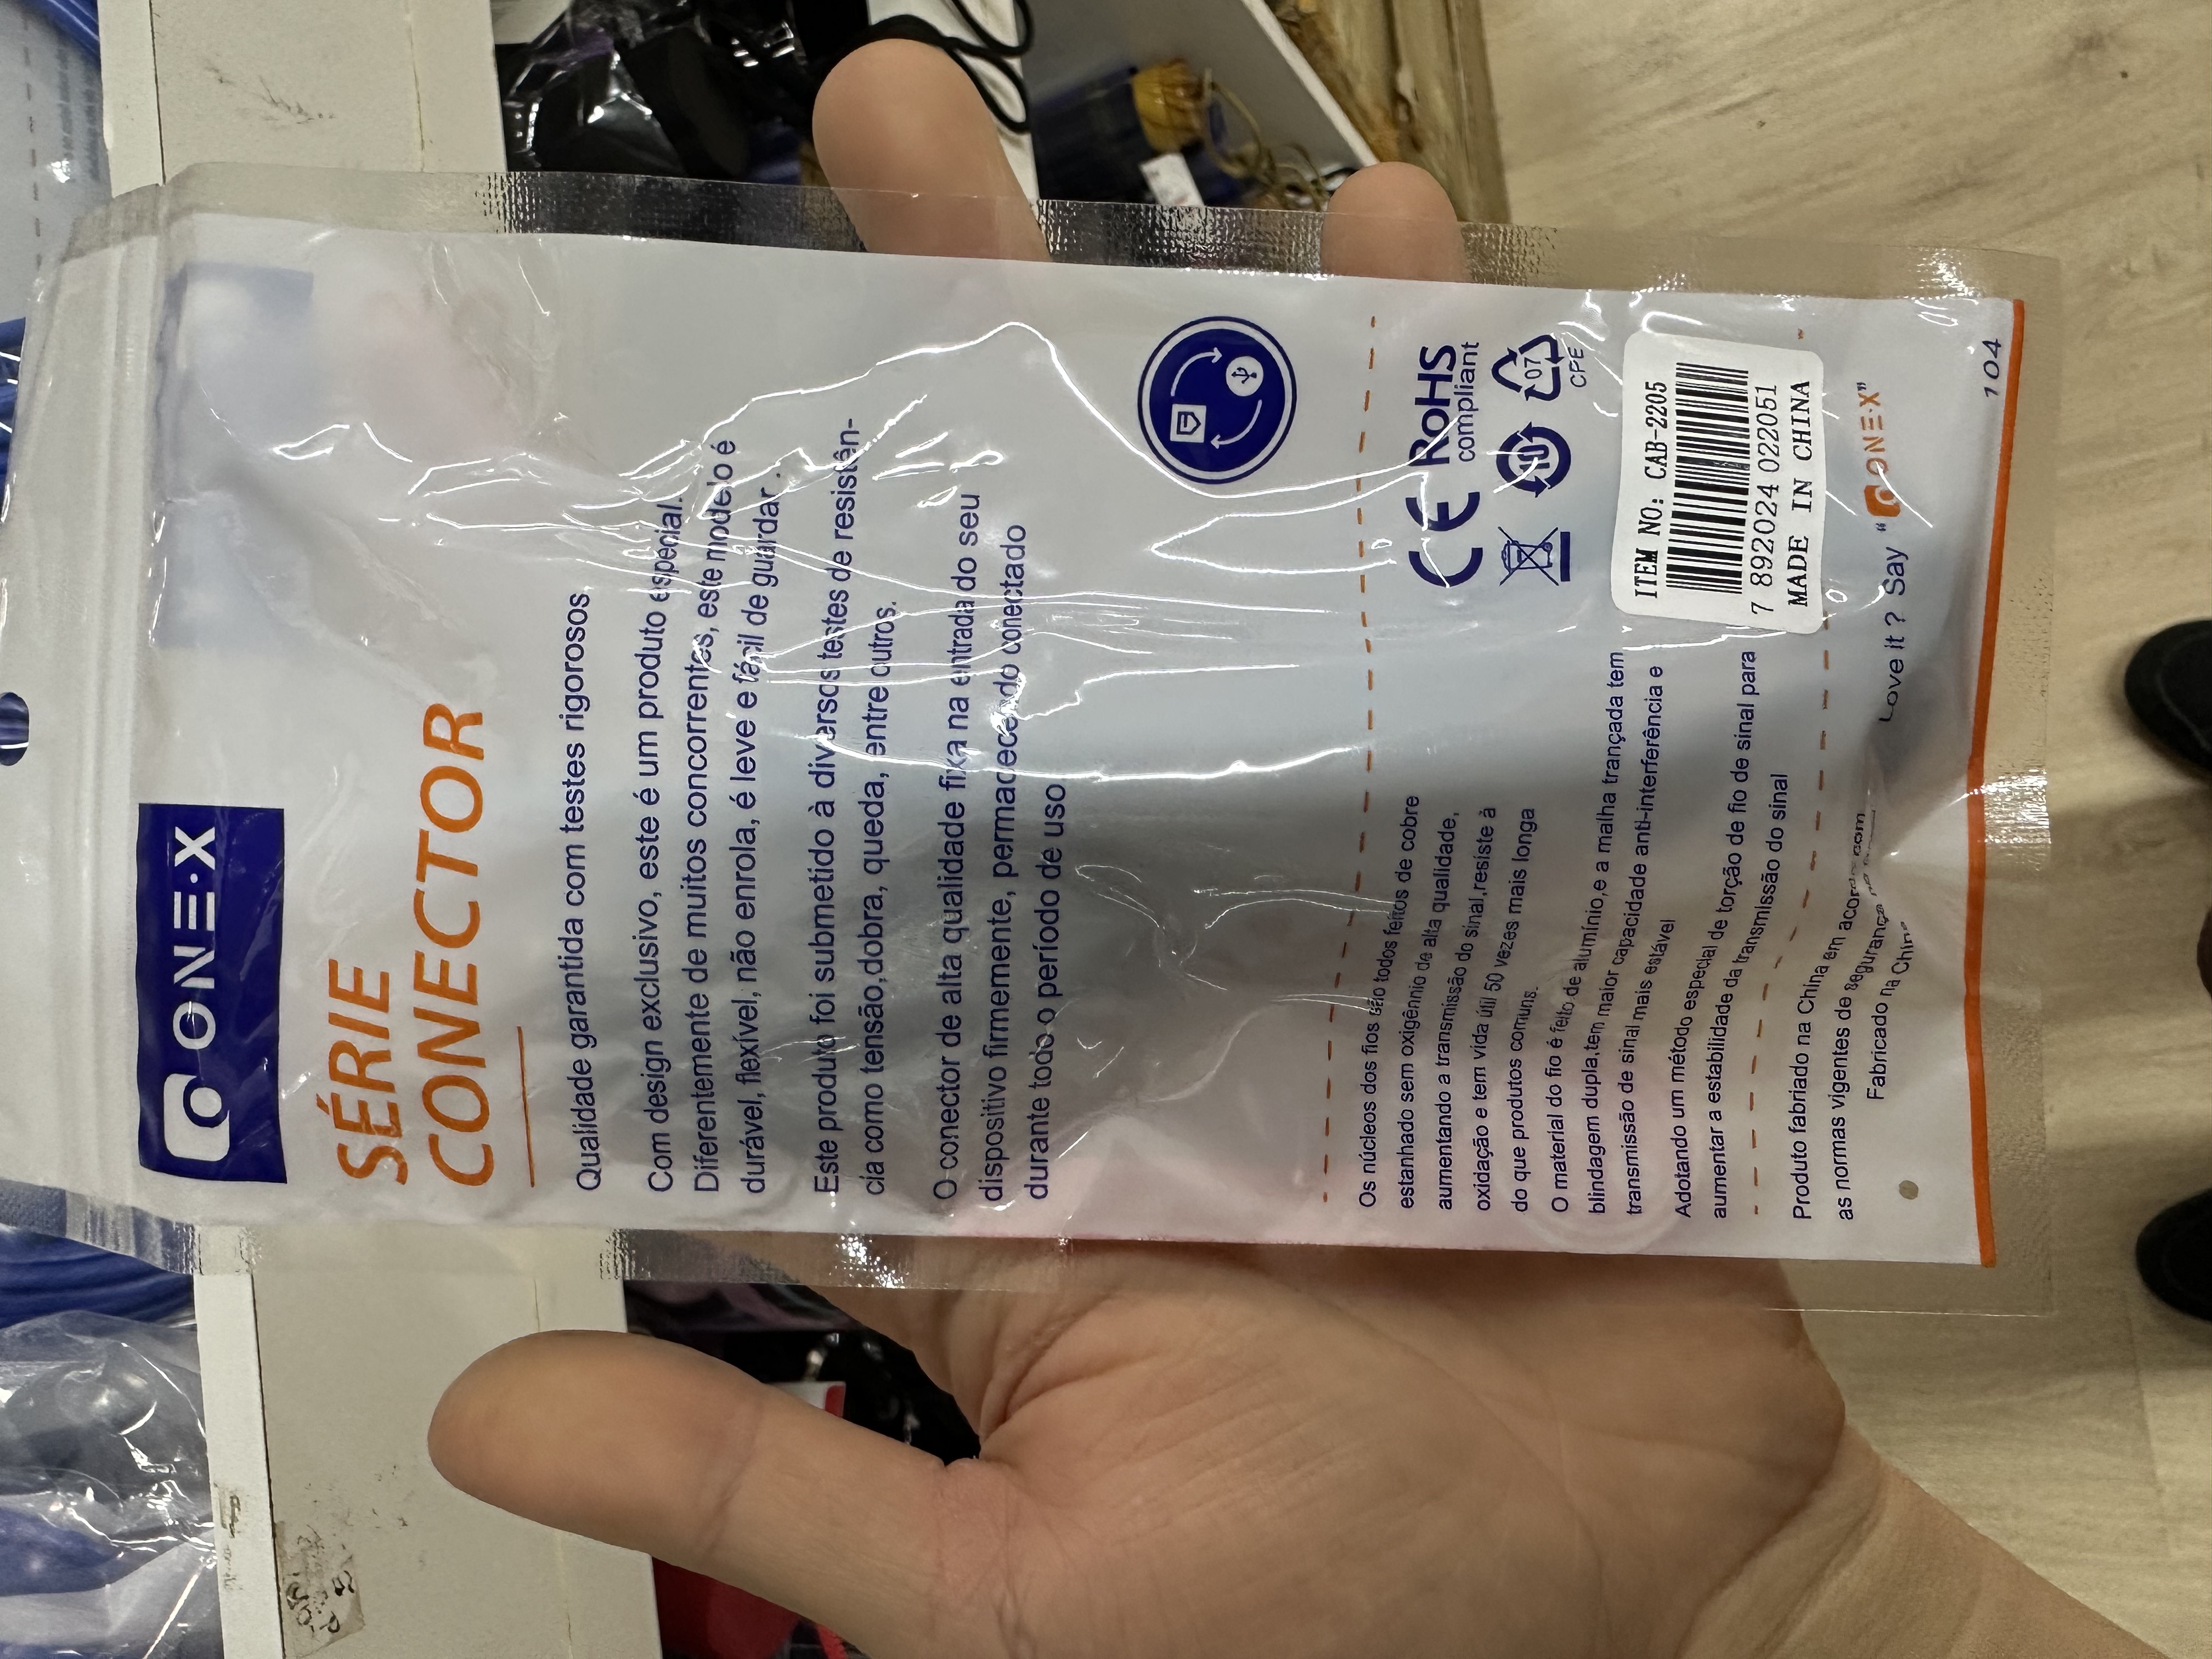 ONE·X
SÉRIE
CONECTOR
Qualidade garantida com testes rigorosos
Com design exclusivo, este é um produto especial.
Diferentemente de muitos concorrentes, este modelo é
durável, flexível, não enrola, é leve e fácil de guardar .
Este produto foi submetido à diversos testes de resistên-
cia como tensão,dobra, queda, entre outros.
O conector de alta qualidade fixa na entrada do seu
dispositivo firmemente, permacecendo conectado
durante todo o período de uso
Os núcleos dos fios são todos feitos de cobre
estanhado sem oxigênnio de alta qualidade,
aumentando a transmissão do sinal,resiste à
oxidação e tem vida útil 50 vezes mais longa
do que produtos comuns.
O material do fio é feito de alumínio,e a malha trançada tem
blindagem dupla,tem maior capacidade anti-interferência e
transmissão de sinal mais estável
Adotando um método especial de torção de fio de sinal para
aumentar a estabilidade da transmissão do sinal
CE RoHS
compliant
10
07
CPE
ITEM NO: CAB-2205
7 892024 022051
MADE IN CHINA
Produto fabriado na China em acordo com
as normas vigentes de segurança
Fabricado na China
Love it ? Say " ONE·X"
104